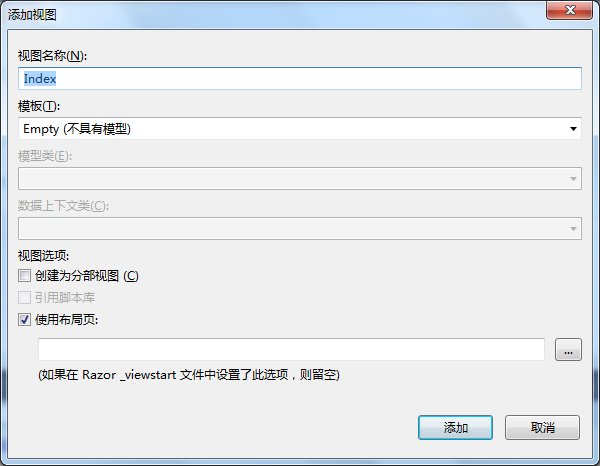 添加视图
视图名称(N):
Index
模板(T):
Empty (不具有模型)
模型类(E):
数据上下文类(C):
视图选项:
创建为分部视图 (C)
引用脚本库
使用布局页:
...
(如果在 Razor _viewstart 文件中设置了此选项，则留空)
添加
取消